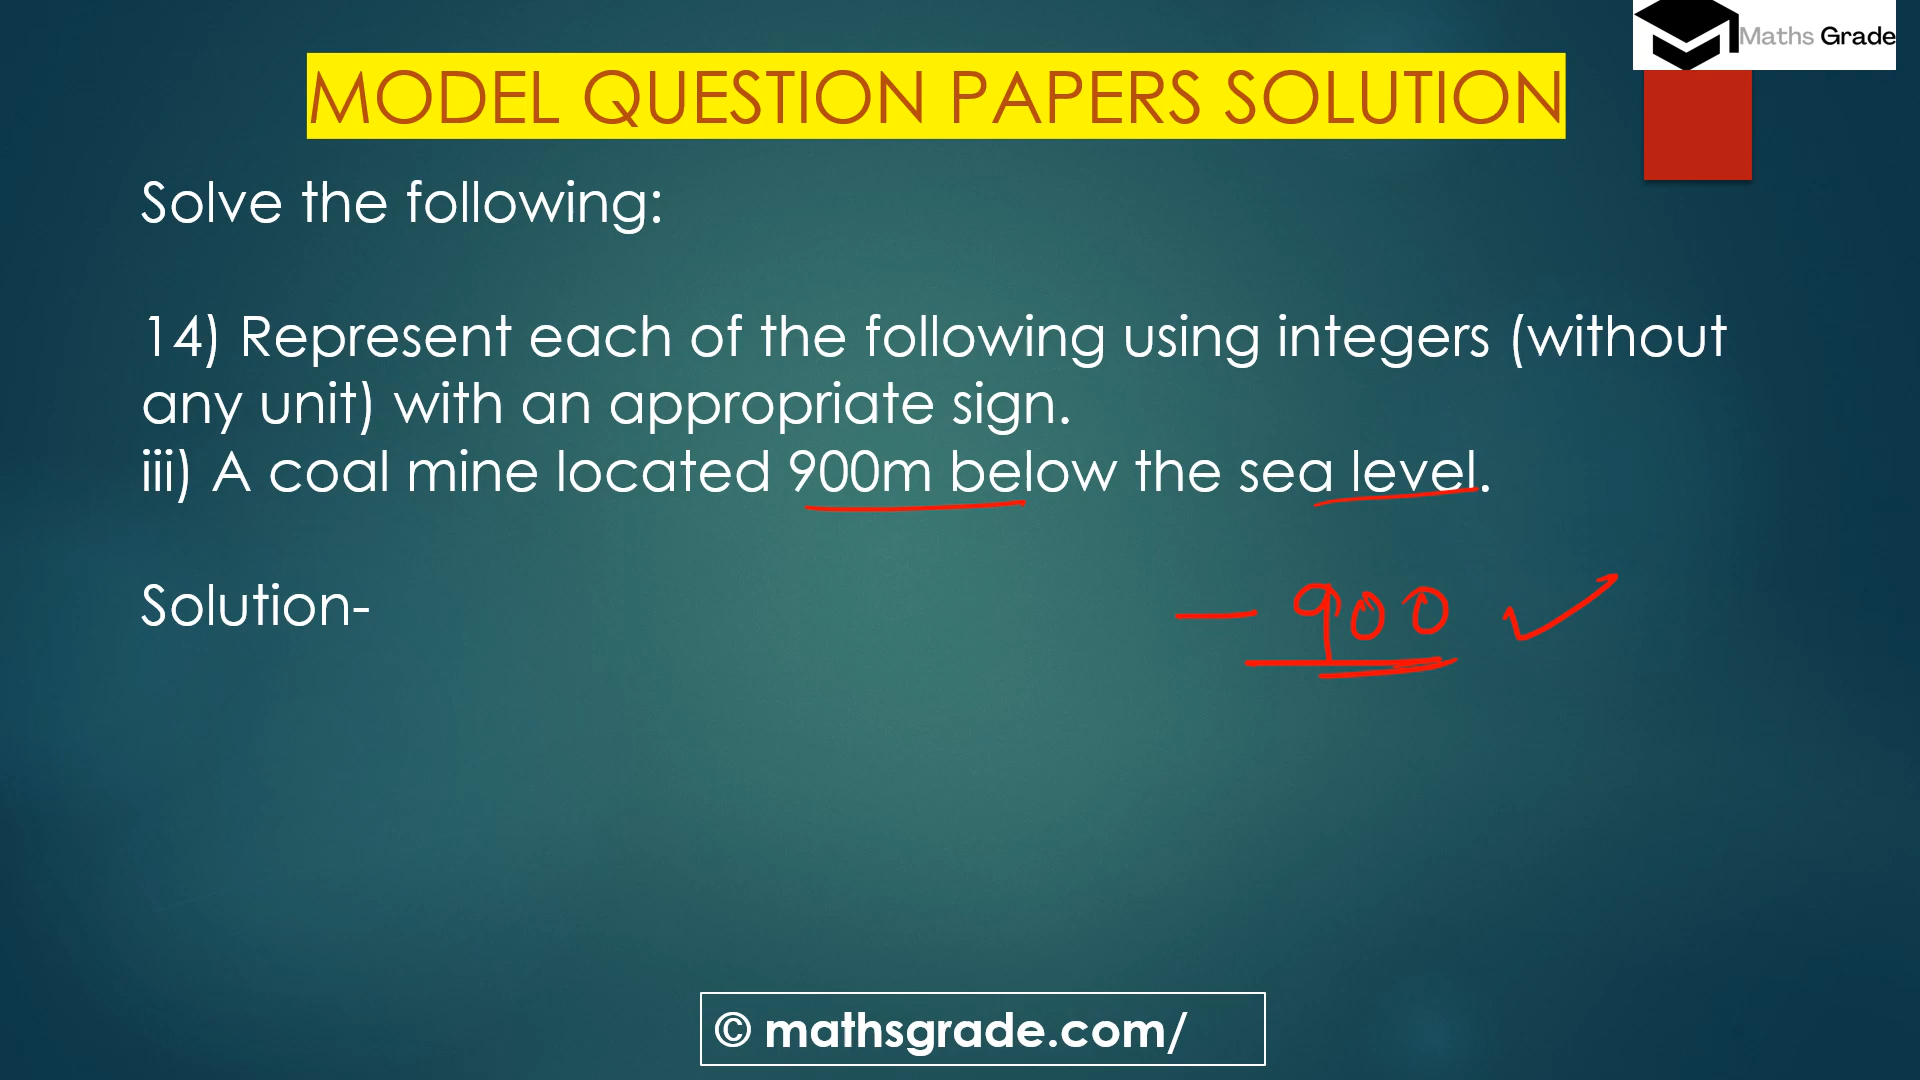 Maths Grade
MODEL QUESTION PAPERS SOLUTION
Solve the following:
14) Represent each of the following using integers (without
any unit) with an appropriate sign.
iii) A coal mine located 900m below the sea level.
Solution-
- 900
© mathsgrade.com/